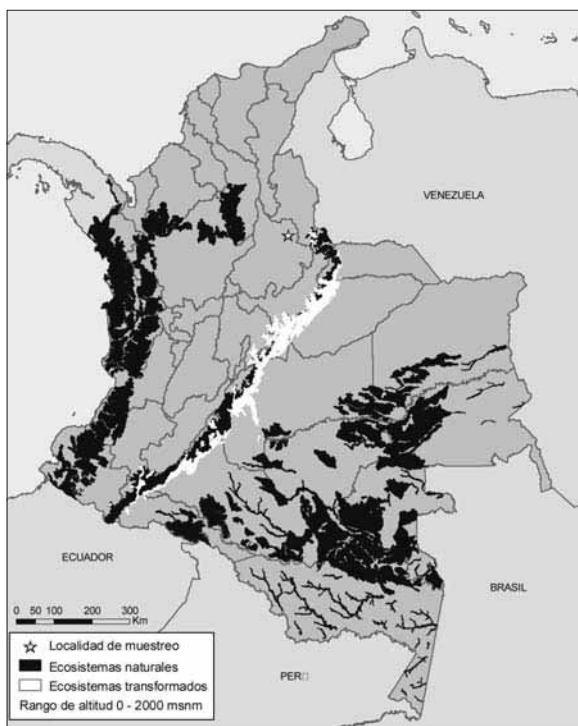 VENEZUELA
ECUADOR
BRASIL
PER□
0 50 100 200 300
Km
Localidad de muestreo
Ecosistemas naturales
Ecosistemas transformados
Rango de altitud 0 - 2000 msnm